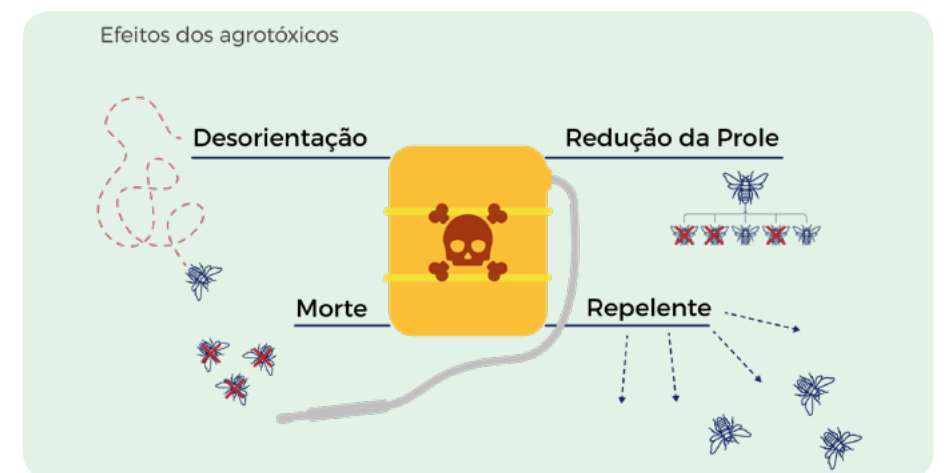 Efeitos dos agrotóxicos
Desorientação
Redução da Prole
Morte
Repelente